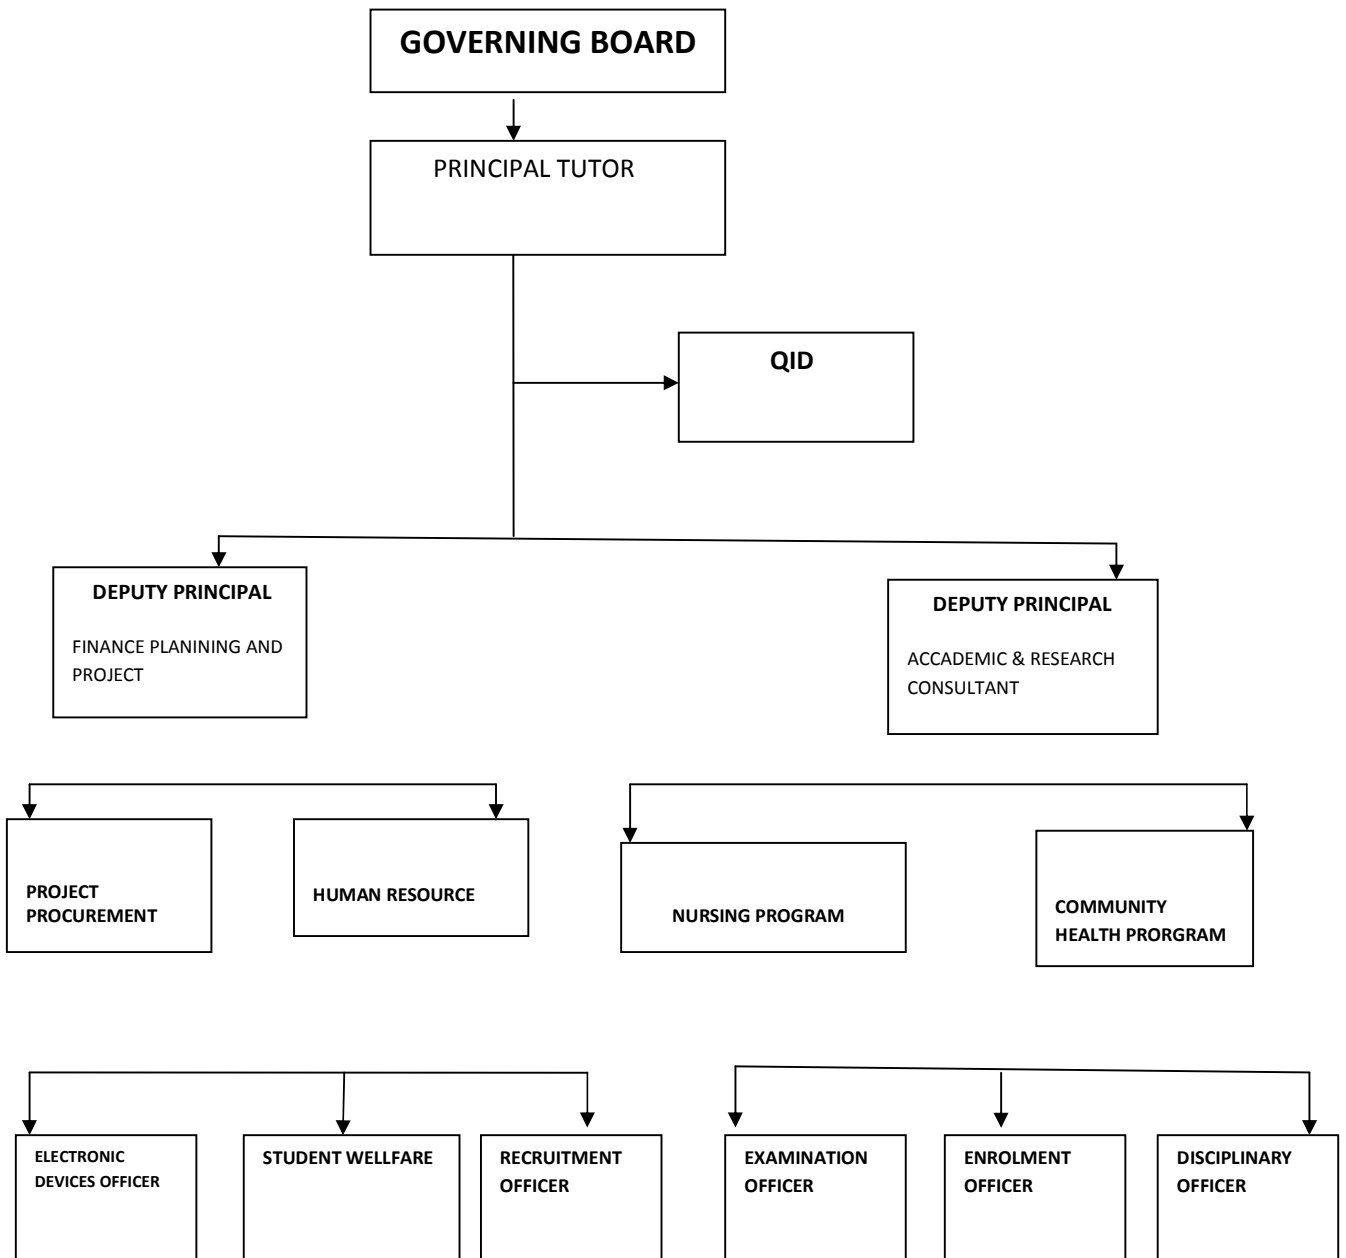 GOVERNING BOARD
PRINCIPAL TUTOR
QID
DEPUTY PRINCIPAL
FINANCE PLANINING AND
PROJECT
DEPUTY PRINCIPAL
ACCADEMIC & RESEARCH
CONSULTANT
PROJECT
PROCUREMENT
HUMAN RESOURCE
NURSING PROGRAM
COMMUNITY
HEALTH PRORGRAM
ELECTRONIC
DEVICES OFFICER
STUDENT WELLFARE
RECRUITMENT
OFFICER
EXAMINATION
OFFICER
ENROLMENT
OFFICER
DISCIPLINARY
OFFICER